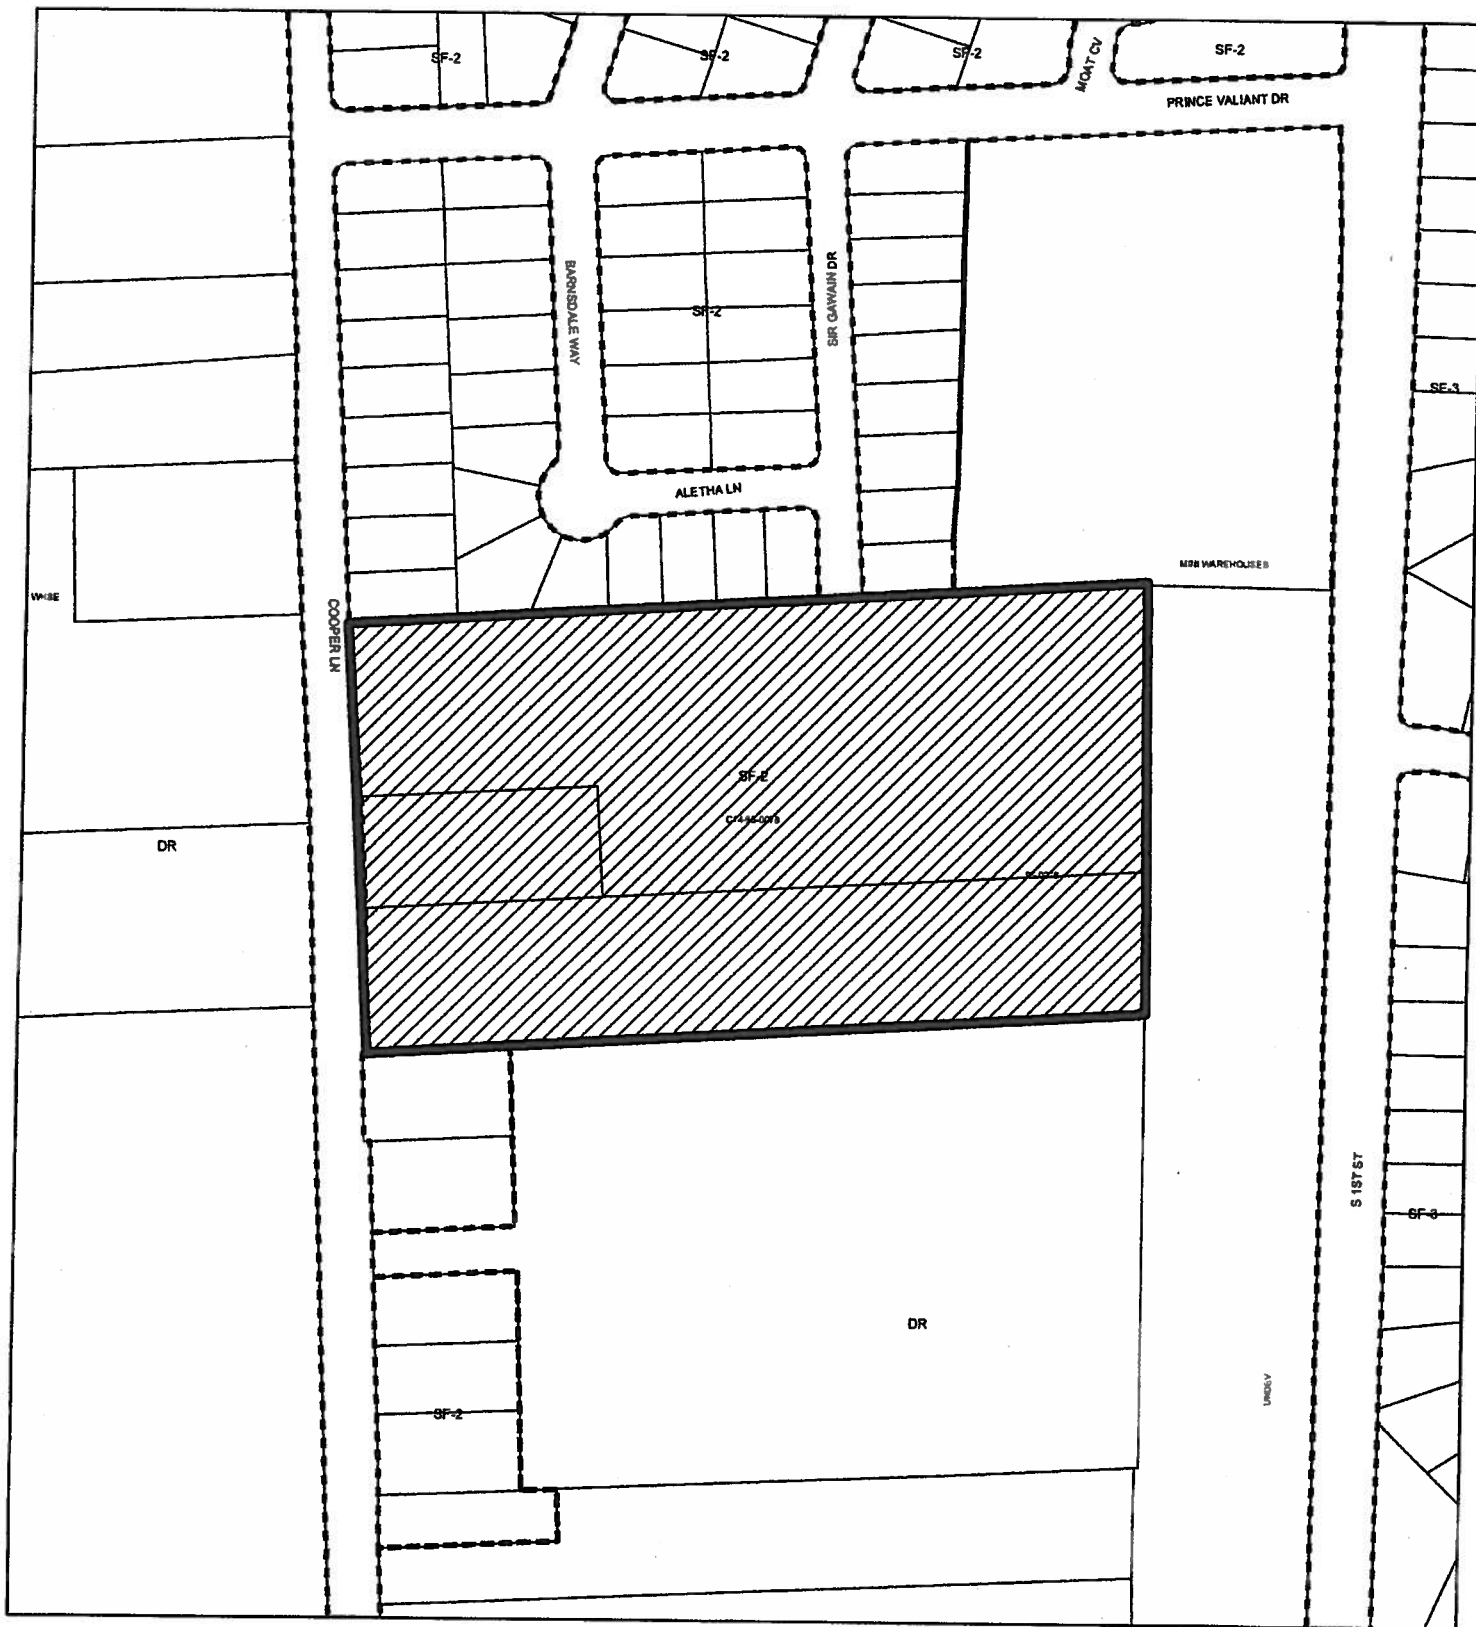 SF-2
SF-2
SF-2
SF-2
MOAT CV
PRINCE VALIANT DR
BARNSDALE WAY
SF-2
SIR GAWAIN DR
SF-3
ALETHA LN
MINI WAREHOUSES
WHSE
COOPER LN
SF-2
DR
S 1ST ST
SF-3
DR
UNDEV
SF-2